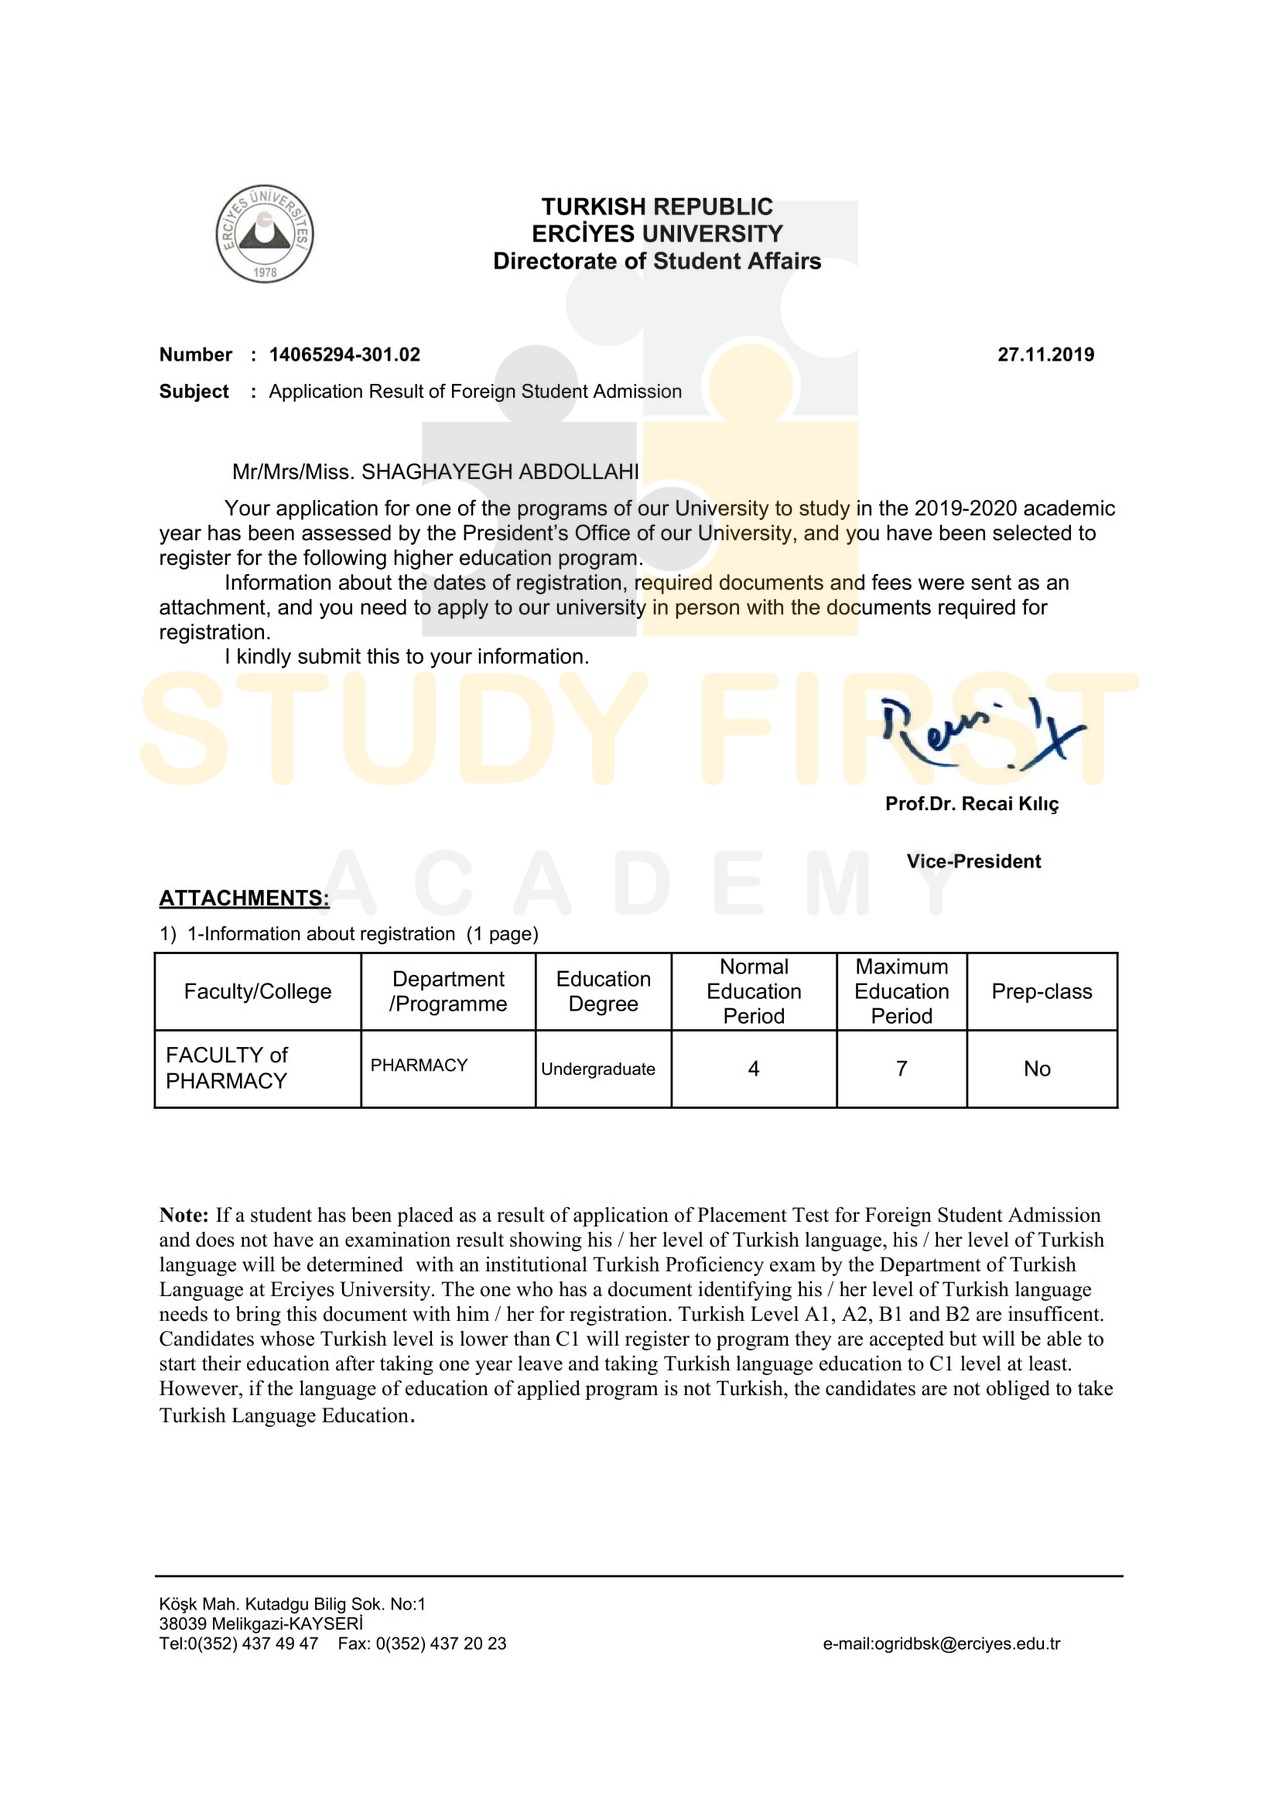 ERCİYES ÜNİVERSİTESİ
1978
TURKISH REPUBLIC
ERCİYES UNIVERSITY
Directorate of Student Affairs
Number : 14065294-301.02 27.11.2019
Subject : Application Result of Foreign Student Admission
Mr/Mrs/Miss. SHAGHAYEGH ABDOLLAHI
Your application for one of the programs of our University to study in the 2019-2020 academic
year has been assessed by the President’s Office of our University, and you have been selected to
register for the following higher education program.
Information about the dates of registration, required documents and fees were sent as an
attachment, and you need to apply to our university in person with the documents required for
registration.
I kindly submit this to your information.
STUDY FIRST
ACADEMY
Prof.Dr. Recai Kılıç
Vice-President
ATTACHMENTS:
1) 1-Information about registration (1 page)
Faculty/College
Department
/Programme
Education
Degree
Normal
Education
Period
Maximum
Education
Period
Prep-class
FACULTY of
PHARMACY
PHARMACY
Undergraduate
4
7
No
Note: If a student has been placed as a result of application of Placement Test for Foreign Student Admission
and does not have an examination result showing his / her level of Turkish language, his / her level of Turkish
language will be determined with an institutional Turkish Proficiency exam by the Department of Turkish
Language at Erciyes University. The one who has a document identifying his / her level of Turkish language
needs to bring this document with him / her for registration. Turkish Level A1, A2, B1 and B2 are insufficent.
Candidates whose Turkish level is lower than C1 will register to program they are accepted but will be able to
start their education after taking one year leave and taking Turkish language education to C1 level at least.
However, if the language of education of applied program is not Turkish, the candidates are not obliged to take
Turkish Language Education.
Köşk Mah. Kutadgu Bilig Sok. No:1
38039 Melikgazi-KAYSERİ
Tel:0(352) 437 49 47 Fax: 0(352) 437 20 23 e-mail:ogridbsk@erciyes.edu.tr